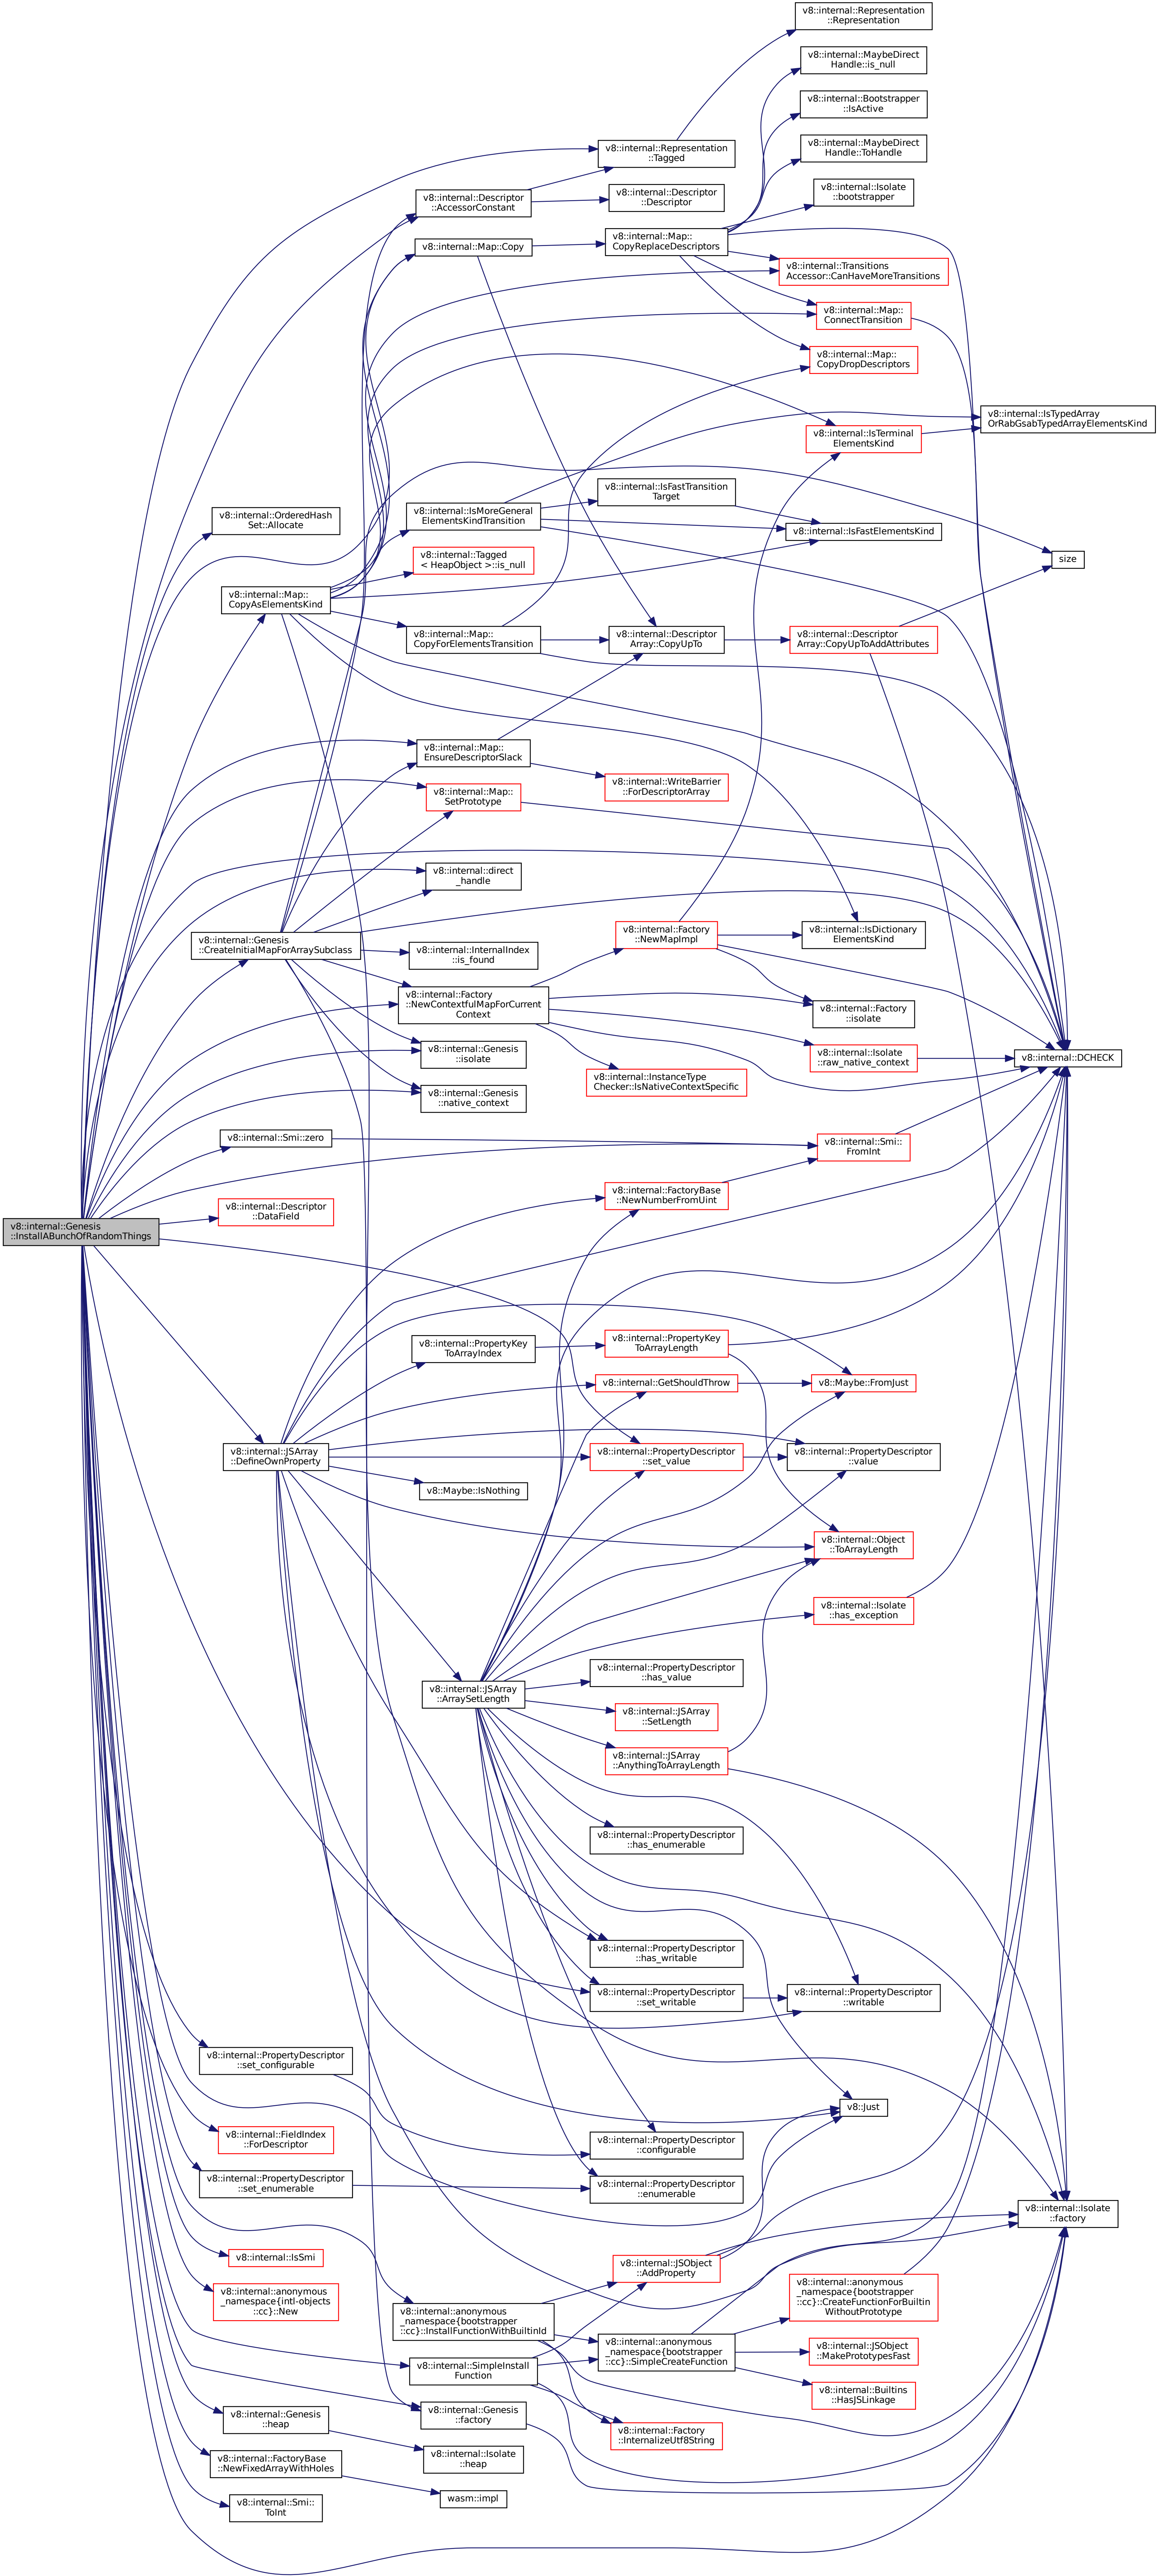 v8::internal::Representation
::Representation
v8::internal::MaybeDirect
Handle::is_null
v8::internal::Bootstrapper
::IsActive
v8::internal::Representation
::Tagged
v8::internal::MaybeDirect
Handle::ToHandle
v8::internal::Descriptor
::AccessorConstant
v8::internal::Descriptor
::Descriptor
v8::internal::Isolate
::bootstrapper
v8::internal::Map::Copy
v8::internal::Map::
CopyReplaceDescriptors
v8::internal::Transitions
Accessor::CanHaveMoreTransitions
v8::internal::Map::
ConnectTransition
v8::internal::Map::
CopyDropDescriptors
v8::internal::IsTypedArray
OrRabGsabTypedArrayElementsKind
v8::internal::IsTerminal
ElementsKind
v8::internal::IsFastTransition
Target
v8::internal::OrderedHash
Set::Allocate
v8::internal::IsMoreGeneral
ElementsKindTransition
v8::internal::IsFastElementsKind
v8::internal::Tagged
< HeapObject >::is_null
size
v8::internal::Map::
CopyAsElementsKind
v8::internal::Map::
CopyForElementsTransition
v8::internal::Descriptor
Array::CopyUpTo
v8::internal::Descriptor
Array::CopyUpToAddAttributes
v8::internal::Map::
EnsureDescriptorSlack
v8::internal::WriteBarrier
::ForDescriptorArray
v8::internal::Map::
SetPrototype
v8::internal::direct
_handle
v8::internal::Genesis
::CreateInitialMapForArraySubclass
v8::internal::InternalIndex
::is_found
v8::internal::Factory
::NewMapImpl
v8::internal::IsDictionary
ElementsKind
v8::internal::Factory
::NewContextfulMapForCurrent
Context
v8::internal::Factory
::isolate
v8::internal::Genesis
::isolate
v8::internal::Isolate
::raw_native_context
v8::internal::DCHECK
v8::internal::InstanceType
Checker::IsNativeContextSpecific
v8::internal::Genesis
::native_context
v8::internal::Smi::zero
v8::internal::Smi::
FromInt
v8::internal::FactoryBase
::NewNumberFromUint
v8::internal::Descriptor
::DataField
v8::internal::Genesis
::InstallABunchOfRandomThings
v8::internal::PropertyKey
ToArrayIndex
v8::internal::PropertyKey
ToArrayLength
v8::internal::GetShouldThrow
v8::Maybe::FromJust
v8::internal::JSArray
::DefineOwnProperty
v8::internal::PropertyDescriptor
::set_value
v8::internal::PropertyDescriptor
::value
v8::Maybe::IsNothing
v8::internal::Object
::ToArrayLength
v8::internal::Isolate
::has_exception
v8::internal::PropertyDescriptor
::has_value
v8::internal::JSArray
::ArraySetLength
v8::internal::JSArray
::SetLength
v8::internal::JSArray
::AnythingToArrayLength
v8::internal::PropertyDescriptor
::has_enumerable
v8::internal::PropertyDescriptor
::has_writable
v8::internal::PropertyDescriptor
::set_writable
v8::internal::PropertyDescriptor
::writable
v8::internal::PropertyDescriptor
::set_configurable
v8::Just
v8::internal::FieldIndex
::ForDescriptor
v8::internal::PropertyDescriptor
::configurable
v8::internal::PropertyDescriptor
::set_enumerable
v8::internal::PropertyDescriptor
::enumerable
v8::internal::Isolate
::factory
v8::internal::IsSmi
v8::internal::JSObject
::AddProperty
v8::internal::anonymous
_namespace{intl-objects
::cc}::New
v8::internal::anonymous
_namespace{bootstrapper
::cc}::CreateFunctionForBuiltin
WithoutPrototype
v8::internal::anonymous
_namespace{bootstrapper
::cc}::InstallFunctionWithBuiltinId
v8::internal::anonymous
_namespace{bootstrapper
::cc}::SimpleCreateFunction
v8::internal::JSObject
::MakePrototypesFast
v8::internal::SimpleInstall
Function
v8::internal::Builtins
::HasJSLinkage
v8::internal::Genesis
::heap
v8::internal::Genesis
::factory
v8::internal::Factory
::InternalizeUtf8String
v8::internal::Isolate
::heap
v8::internal::FactoryBase
::NewFixedArrayWithHoles
wasm::impl
v8::internal::Smi::
ToInt